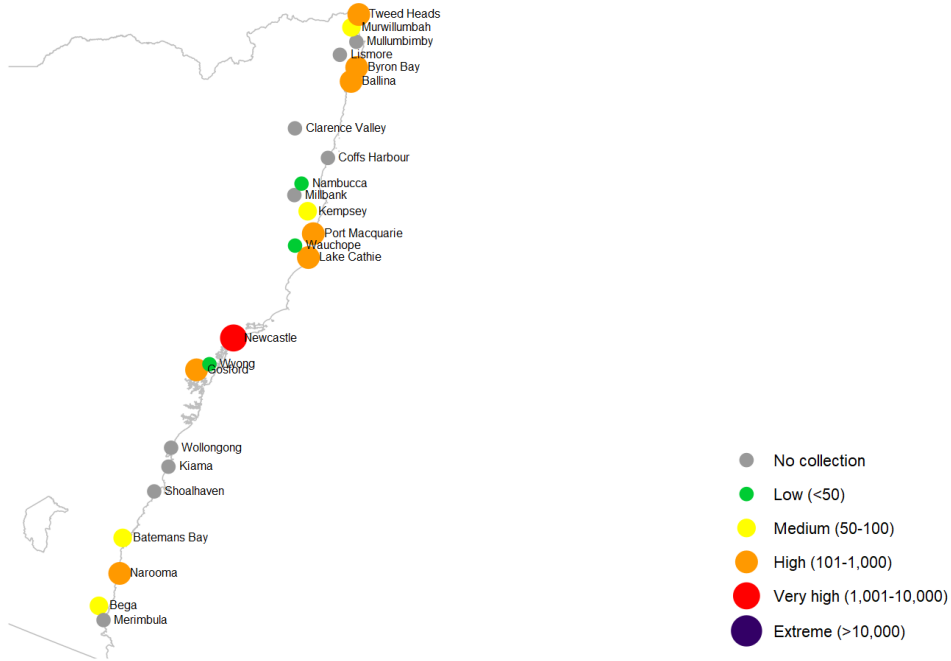 Tweed Heads
Murwillumbah
Mullumbimby
Lismore
Byron Bay
Ballina
Clarence Valley
Coffs Harbour
Nambucca
Millbank
Kempsey
Port Macquarie
Wauchope
Lake Cathie
Newcastle
Wyong
Gosford
Wollongong
Kiama
Shoalhaven
Batemans Bay
Narooma
Bega
Merimbula
No collection
Low (<50)
Medium (50-100)
High (101-1,000)
Very high (1,001-10,000)
Extreme (>10,000)